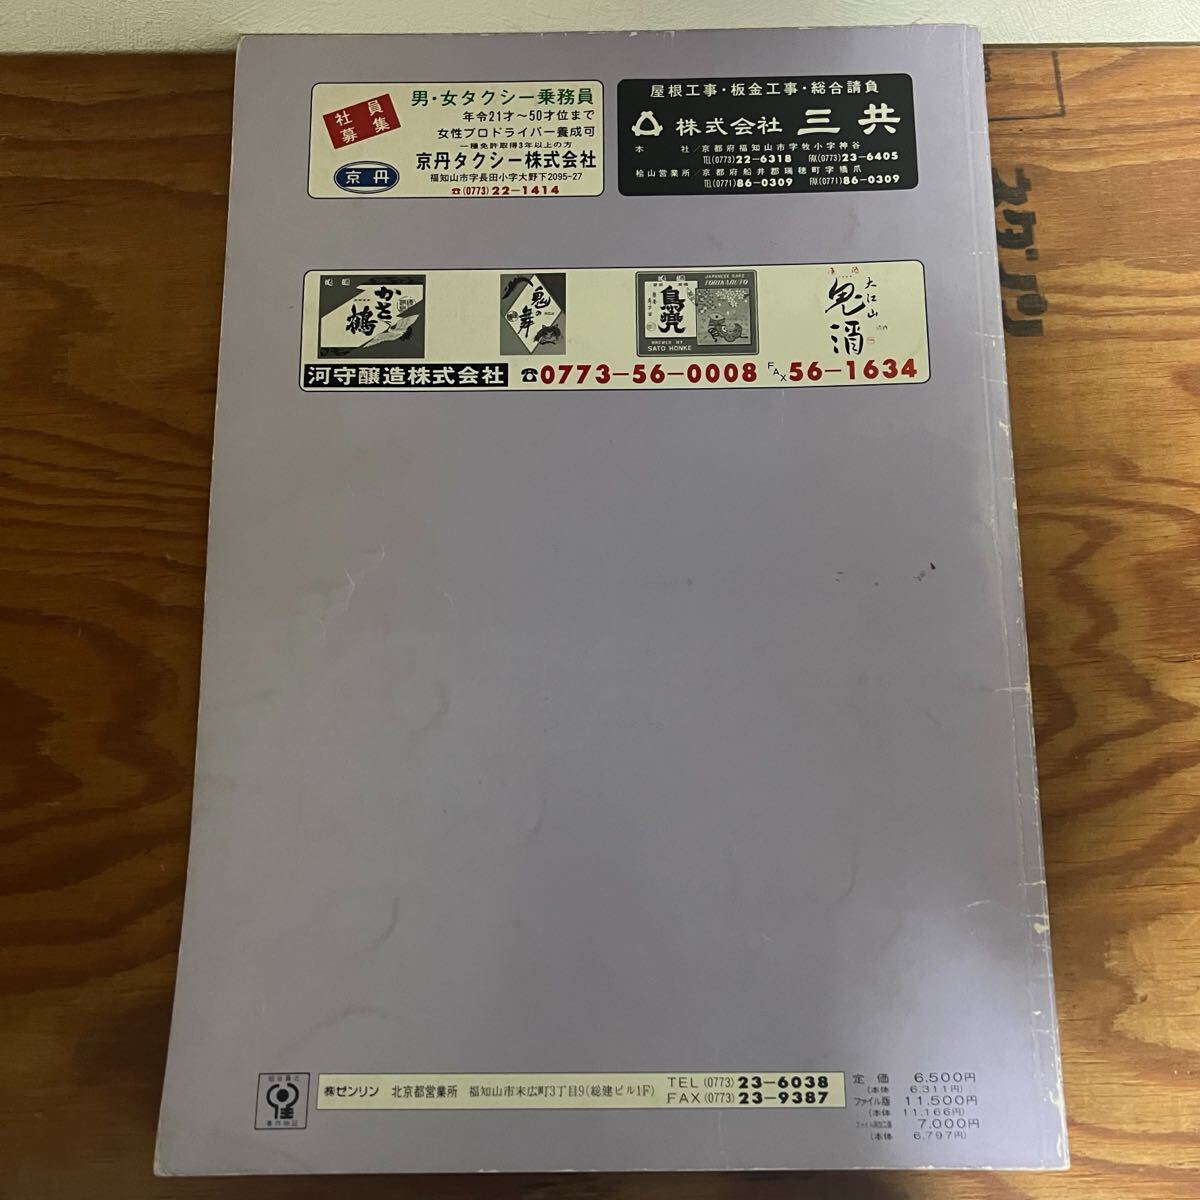 社員
募集
男・女タクシー乗務員
年令21才〜50才位まで
女性プロドライバー養成可
一種免許取得3年以上の方
京丹
京丹タクシー株式会社
福知山市字長田小字大野下2095-27
☎(0773)22-1414
屋根工事・板金工事・総合請負
株式会社 三共
本社/京都府福知山市字牧小字神谷
TEL(0773)22-6318 FAX(0773)23-6405
桧山営業所/京都府船井郡瑞穂町字橋爪
TEL(0771)86-0309 FAX(0771)86-0309
かさ鶴
鬼の舞
JAPANESE SAKE
TORIKABUTO
BREWED BY
SATO HONKE
清酒
大江山
鬼酒
河守醸造株式会社 ☎0773-56-0008 FAX56-1634
㈱ゼンリン 北京都営業所 福知山市末広町3丁目9(総建ビル1F)
TEL(0773)23-6038
FAX(0773)23-9387
定価 6,500円
(本体 6,311円)
ファイル版 11,500円
(本体 11,166円)
7,000円
(本体 6,797円)